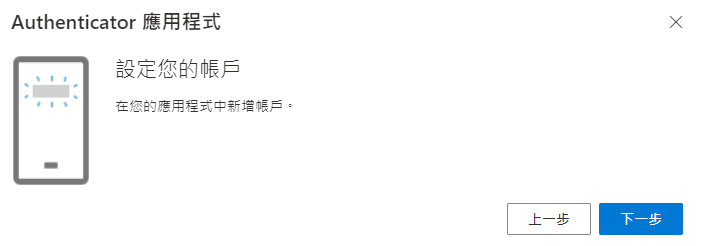 Authenticator 應用程式
設定您的帳戶
在您的應用程式中新增帳戶。
上一步
下一步